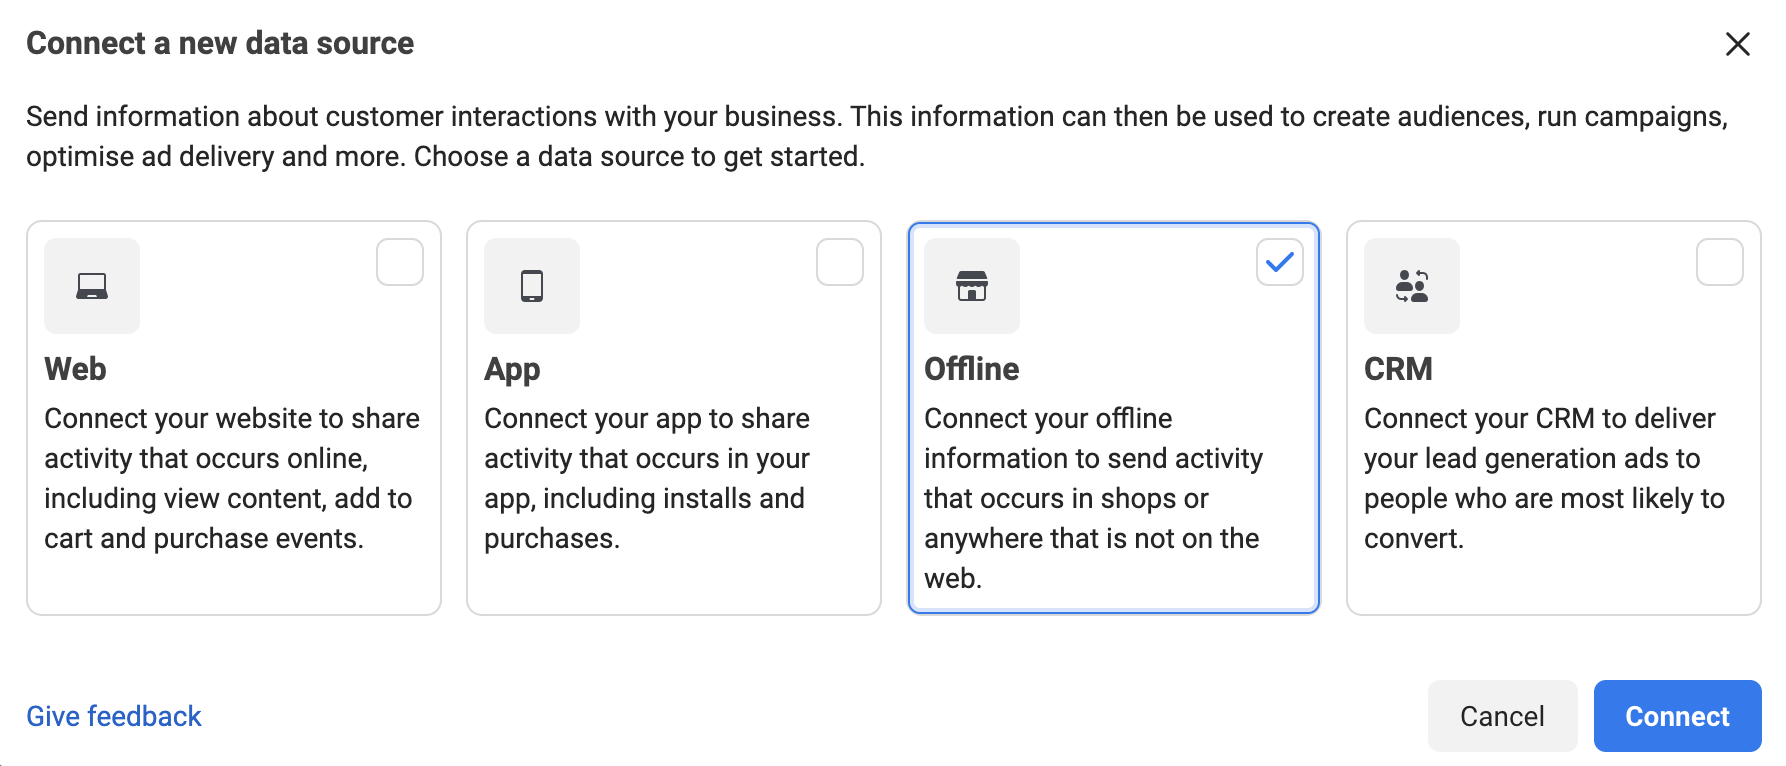 Connect a new data source
Send information about customer interactions with your business. This information can then be used to create audiences, run campaigns,
optimise ad delivery and more. Choose a data source to get started.
Web
Connect your website to share
activity that occurs online,
including view content, add to
cart and purchase events.
App
Connect your app to share
activity that occurs in your
app, including installs and
purchases.
Offline
Connect your offline
information to send activity
that occurs in shops or
anywhere that is not on the
web.
CRM
Connect your CRM to deliver
your lead generation ads to
people who are most likely to
convert.
Give feedback
Cancel
Connect